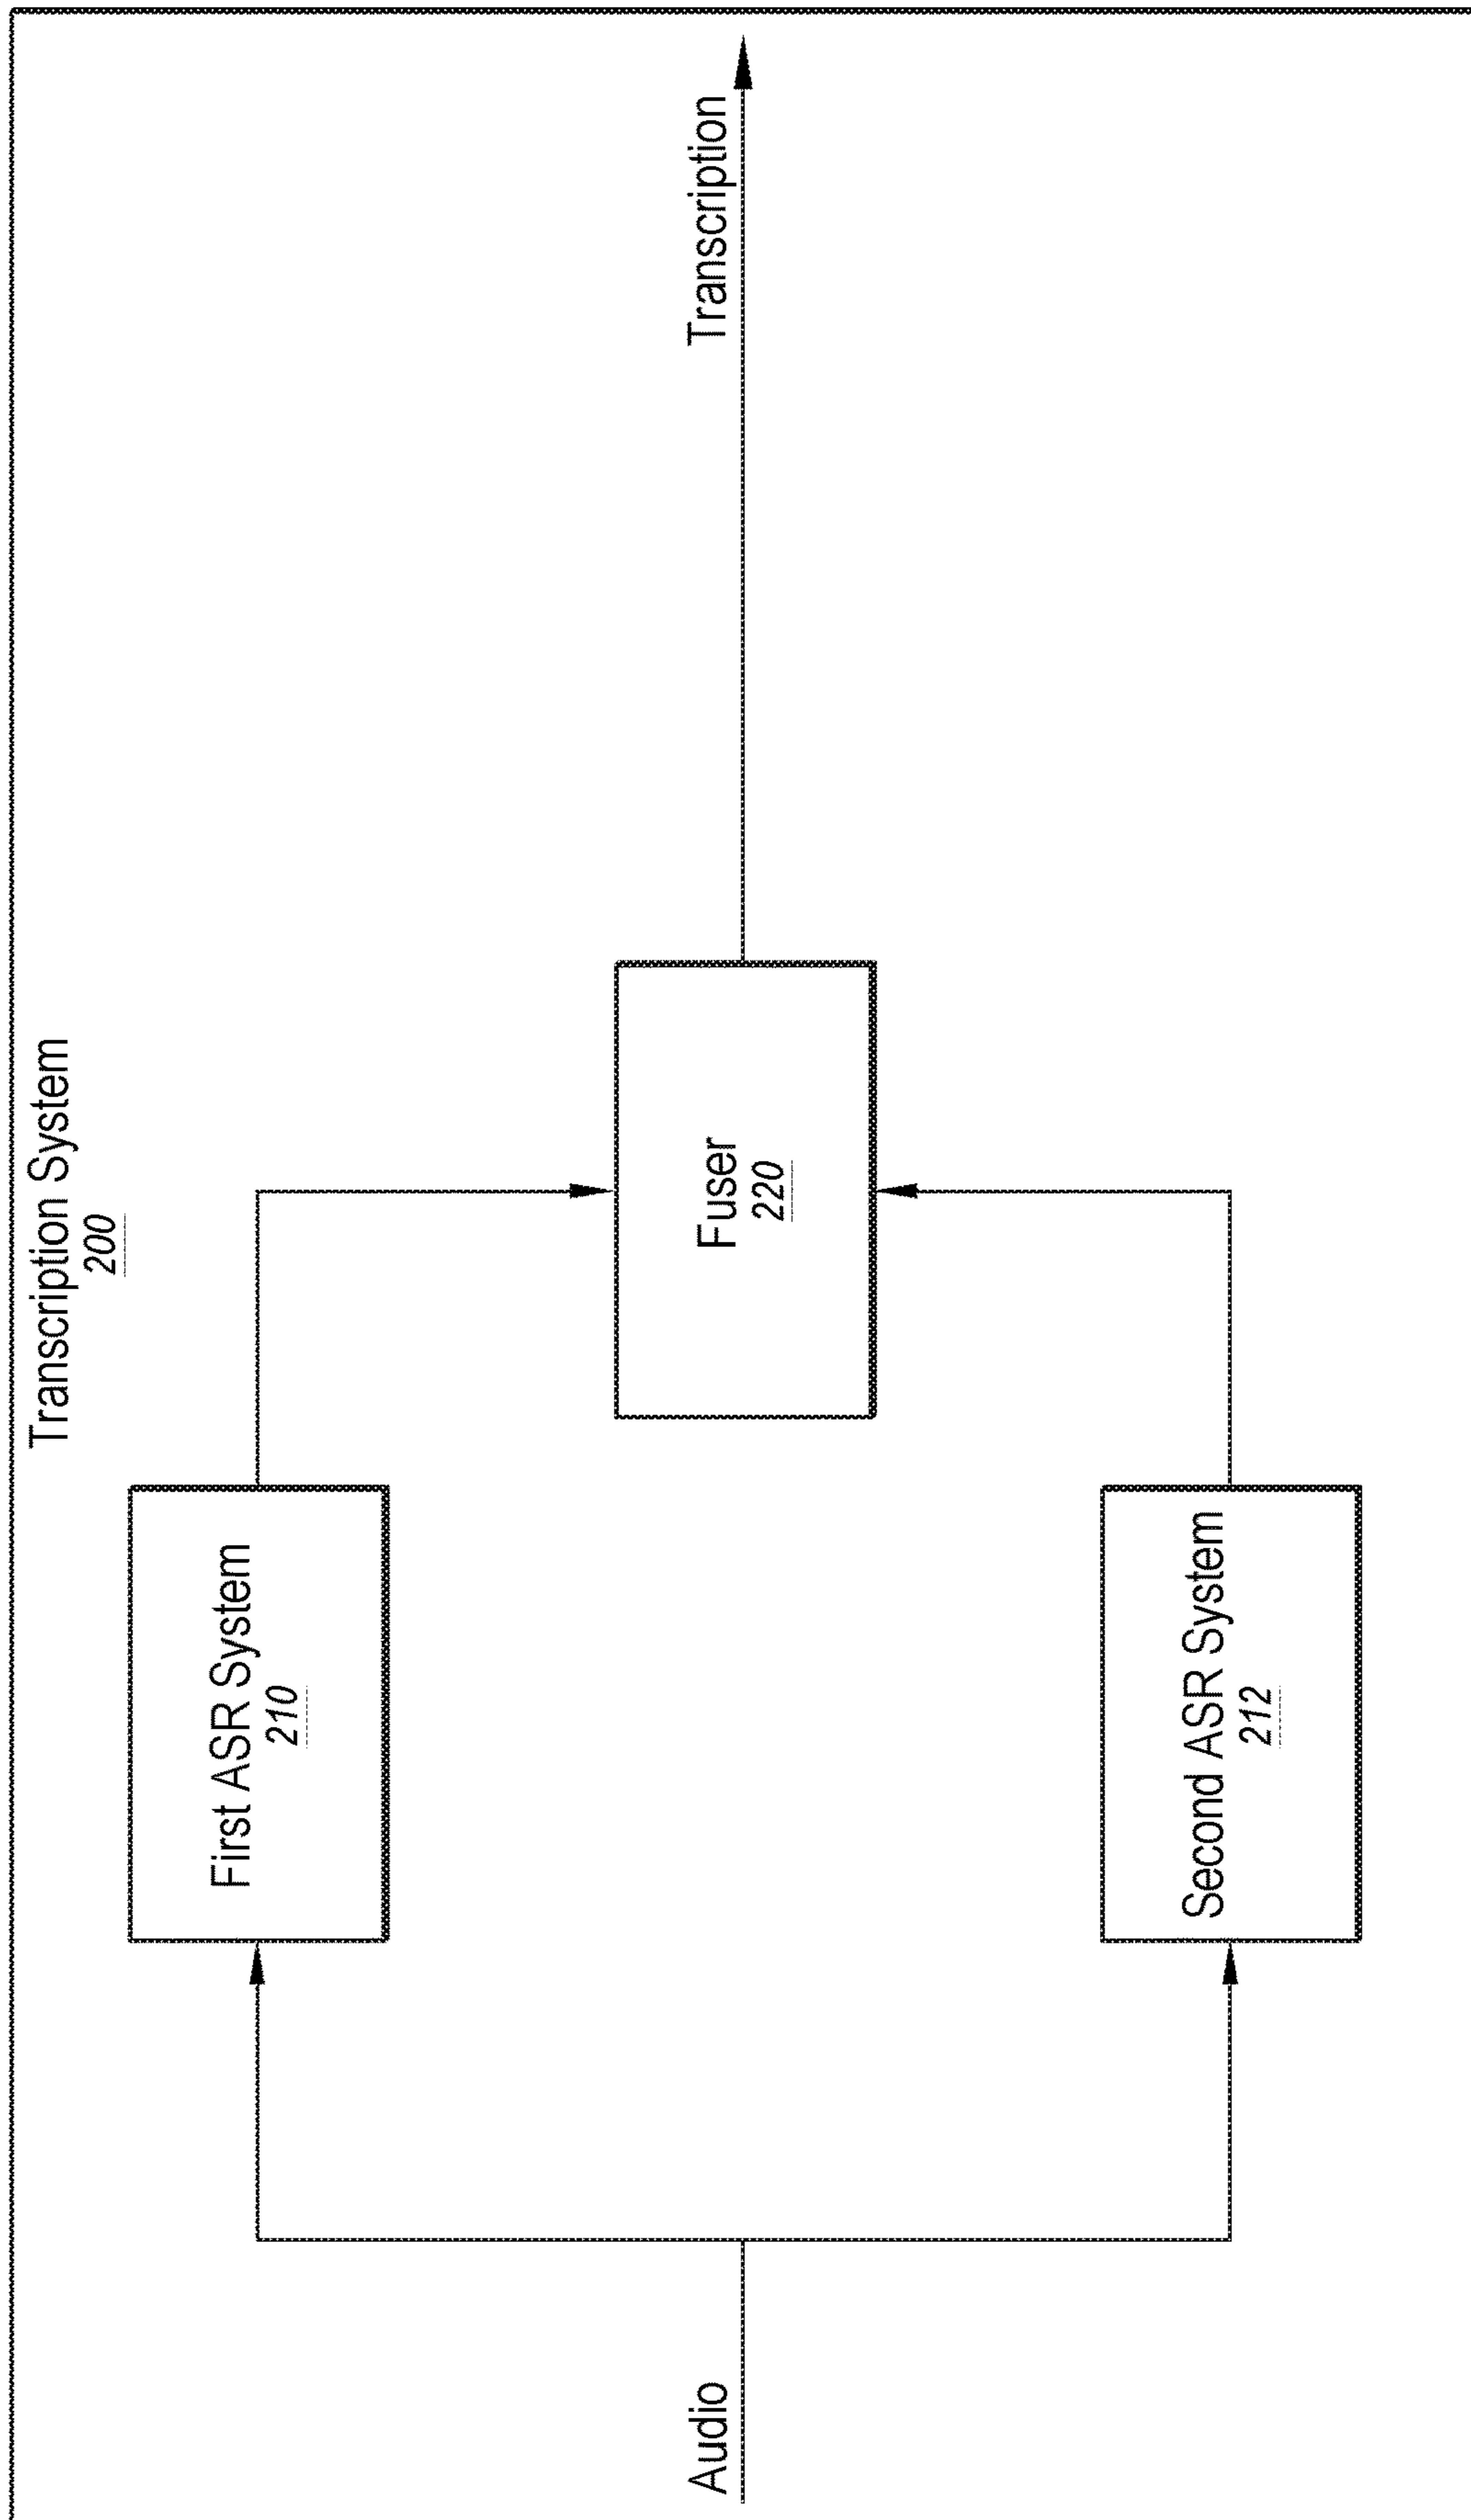 Transcription System
200
First ASR System
210
Audio
Fuser
220
Transcription
Second ASR System
212